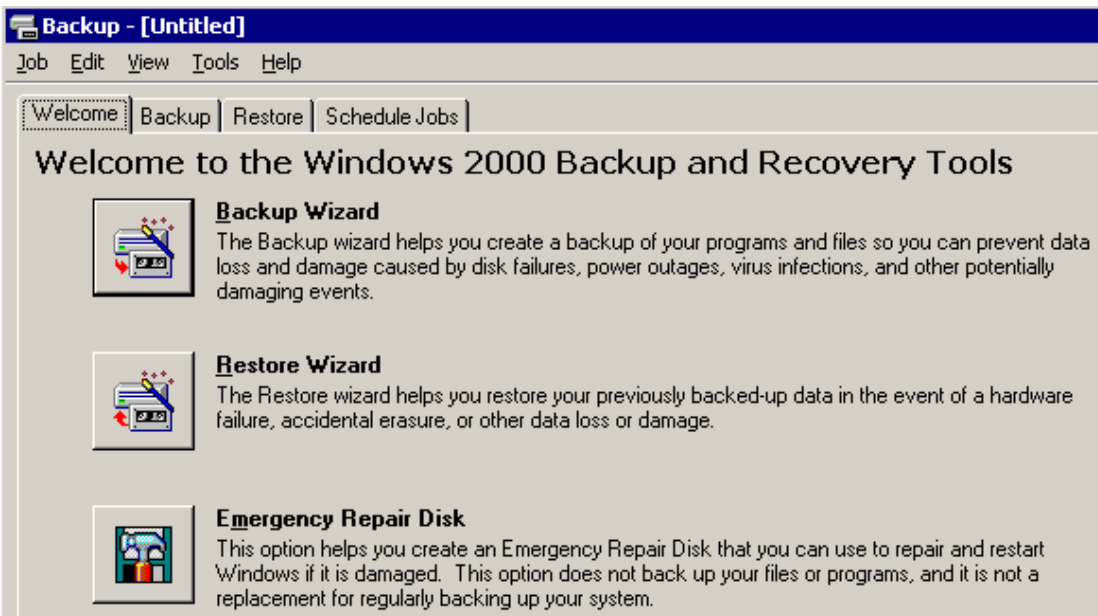 Backup - [Untitled]
Job Edit View Tools Help
Welcome Backup Restore Schedule Jobs
Welcome to the Windows 2000 Backup and Recovery Tools
Backup Wizard
The Backup wizard helps you create a backup of your programs and files so you can prevent data
loss and damage caused by disk failures, power outages, virus infections, and other potentially
damaging events.
Restore Wizard
The Restore wizard helps you restore your previously backed-up data in the event of a hardware
failure, accidental erasure, or other data loss or damage.
Emergency Repair Disk
This option helps you create an Emergency Repair Disk that you can use to repair and restart
Windows if it is damaged.  This option does not back up your files or programs, and it is not a
replacement for regularly backing up your system.